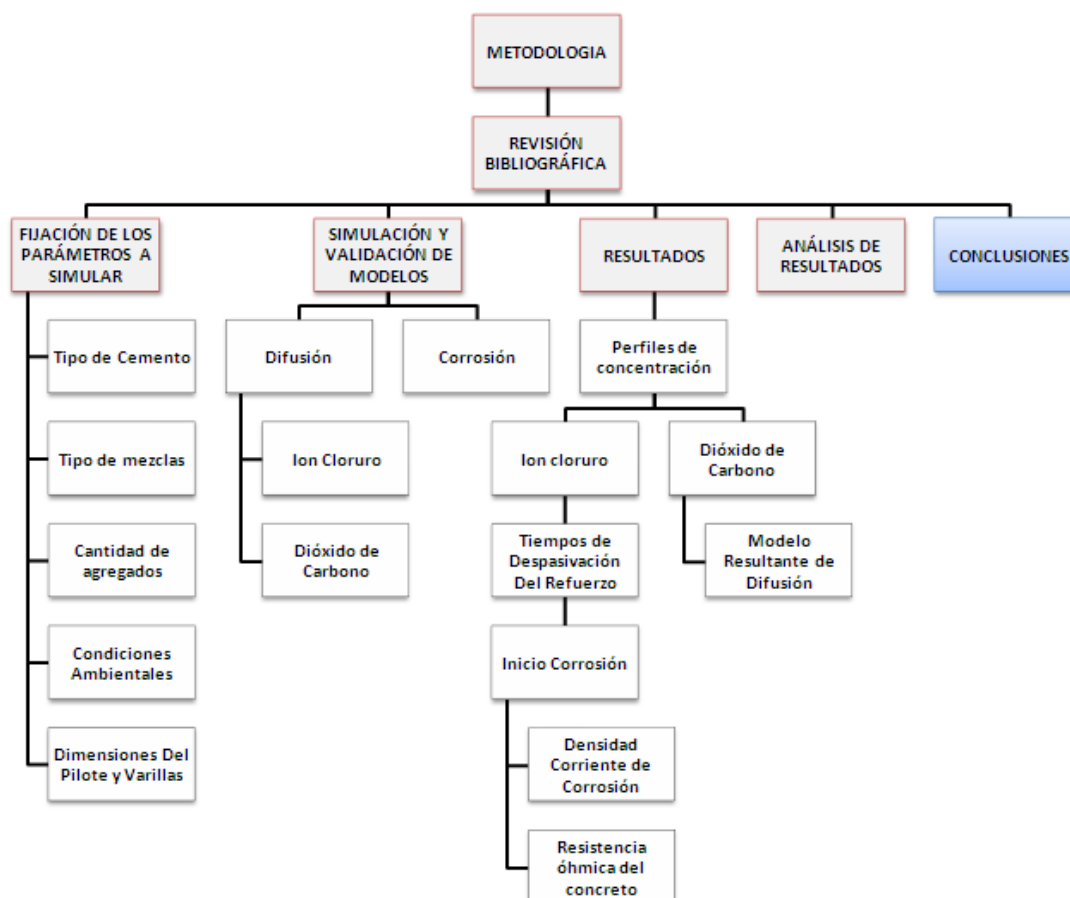 METODOLOGIA
REVISIÓN
BIBLIOGRÁFICA
FIJACIÓN DE LOS
PARÁMETROS A
SIMULAR
SIMULACIÓN Y
VALIDACIÓN DE
MODELOS
RESULTADOS
ANÁLISIS DE
RESULTADOS
CONCLUSIONES
Tipo de Cemento
Difusión
Corrosión
Perfiles de
concentración
Tipo de mezclas
Ion Cloruro
Ion cloruro
Dióxido de
Carbono
Cantidad de
agregados
Dióxido de
Carbono
Tiempos de
Despasivación
Del Refuerzo
Modelo
Resultante de
Difusión
Condiciones
Ambientales
Inicio Corrosión
Dimensiones Del
Pilote y Varillas
Densidad
Corriente de
Corrosión
Resistencia
óhmica del
concreto